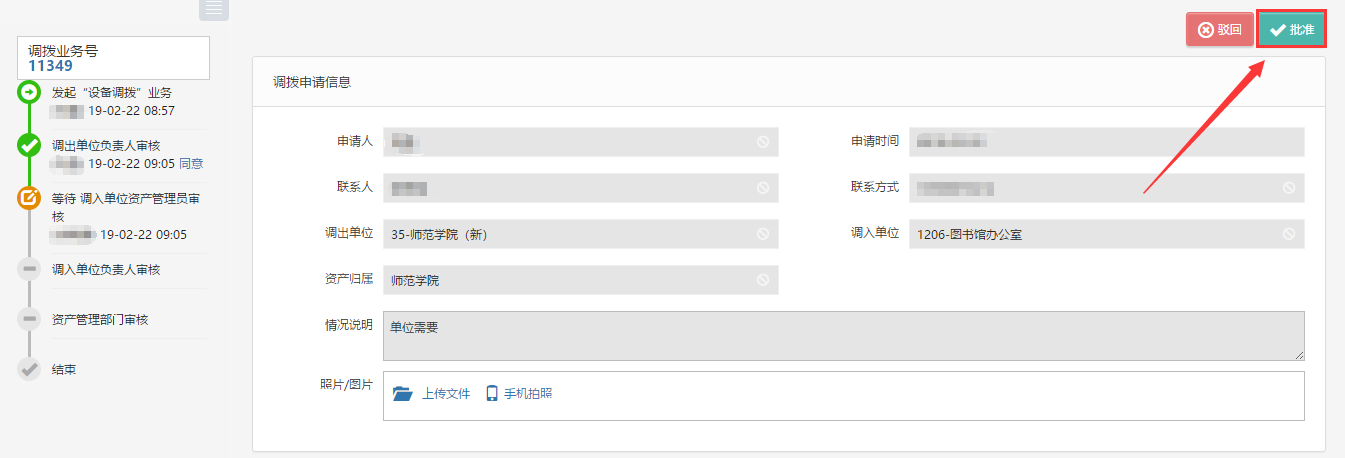 驳回
批准
调拨业务号
11349
发起“设备调拨”业务
19-02-22 08:57
调出单位负责人审核
19-02-22 09:05 同意
等待 调入单位资产管理员审
核
19-02-22 09:05
调入单位负责人审核
资产管理部门审核
结束
调拨申请信息
申请人
申请时间
联系人
联系方式
调出单位 35-师范学院（新）
调入单位 1206-图书馆办公室
资产归属 师范学院
情况说明 单位需要
照片/图片 上传文件 手机拍照